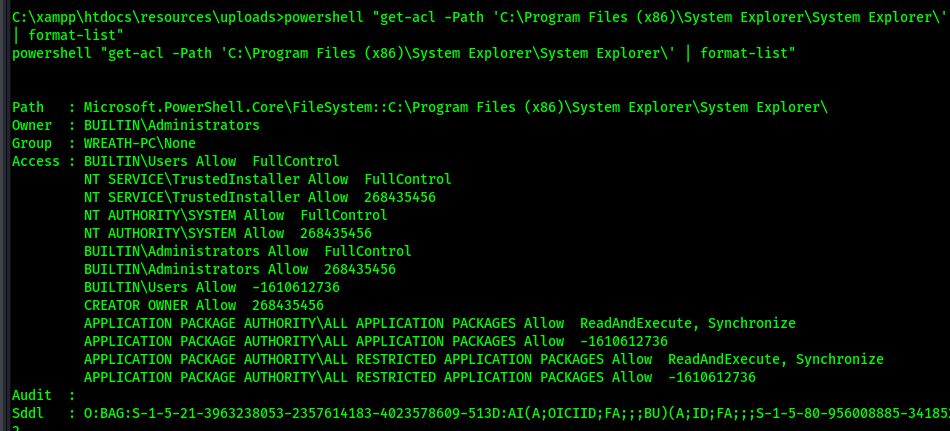 C:\xampp\htdocs\resources\uploads>powershell "get-acl -Path 'C:\Program Files (x86)\System Explorer\System Explorer\'
| format-list"
powershell "get-acl -Path 'C:\Program Files (x86)\System Explorer\System Explorer\' | format-list"
Path   : Microsoft.PowerShell.Core\FileSystem::C:\Program Files (x86)\System Explorer\System Explorer\
Owner  : BUILTIN\Administrators
Group  : WREATH-PC\None
Access : BUILTIN\Users Allow  FullControl
         NT SERVICE\TrustedInstaller Allow  FullControl
         NT SERVICE\TrustedInstaller Allow  268435456
         NT AUTHORITY\SYSTEM Allow  FullControl
         NT AUTHORITY\SYSTEM Allow  268435456
         BUILTIN\Administrators Allow  FullControl
         BUILTIN\Administrators Allow  268435456
         BUILTIN\Users Allow  -1610612736
         CREATOR OWNER Allow  268435456
         APPLICATION PACKAGE AUTHORITY\ALL APPLICATION PACKAGES Allow  ReadAndExecute, Synchronize
         APPLICATION PACKAGE AUTHORITY\ALL APPLICATION PACKAGES Allow  -1610612736
         APPLICATION PACKAGE AUTHORITY\ALL RESTRICTED APPLICATION PACKAGES Allow  ReadAndExecute, Synchronize
         APPLICATION PACKAGE AUTHORITY\ALL RESTRICTED APPLICATION PACKAGES Allow  -1610612736
Audit  :
Sddl   : O:BAG:S-1-5-21-3963238053-2357614183-4023578609-513D:AI(A;OICIID;FA;;;BU)(A;ID;FA;;;S-1-5-80-956008885-34185